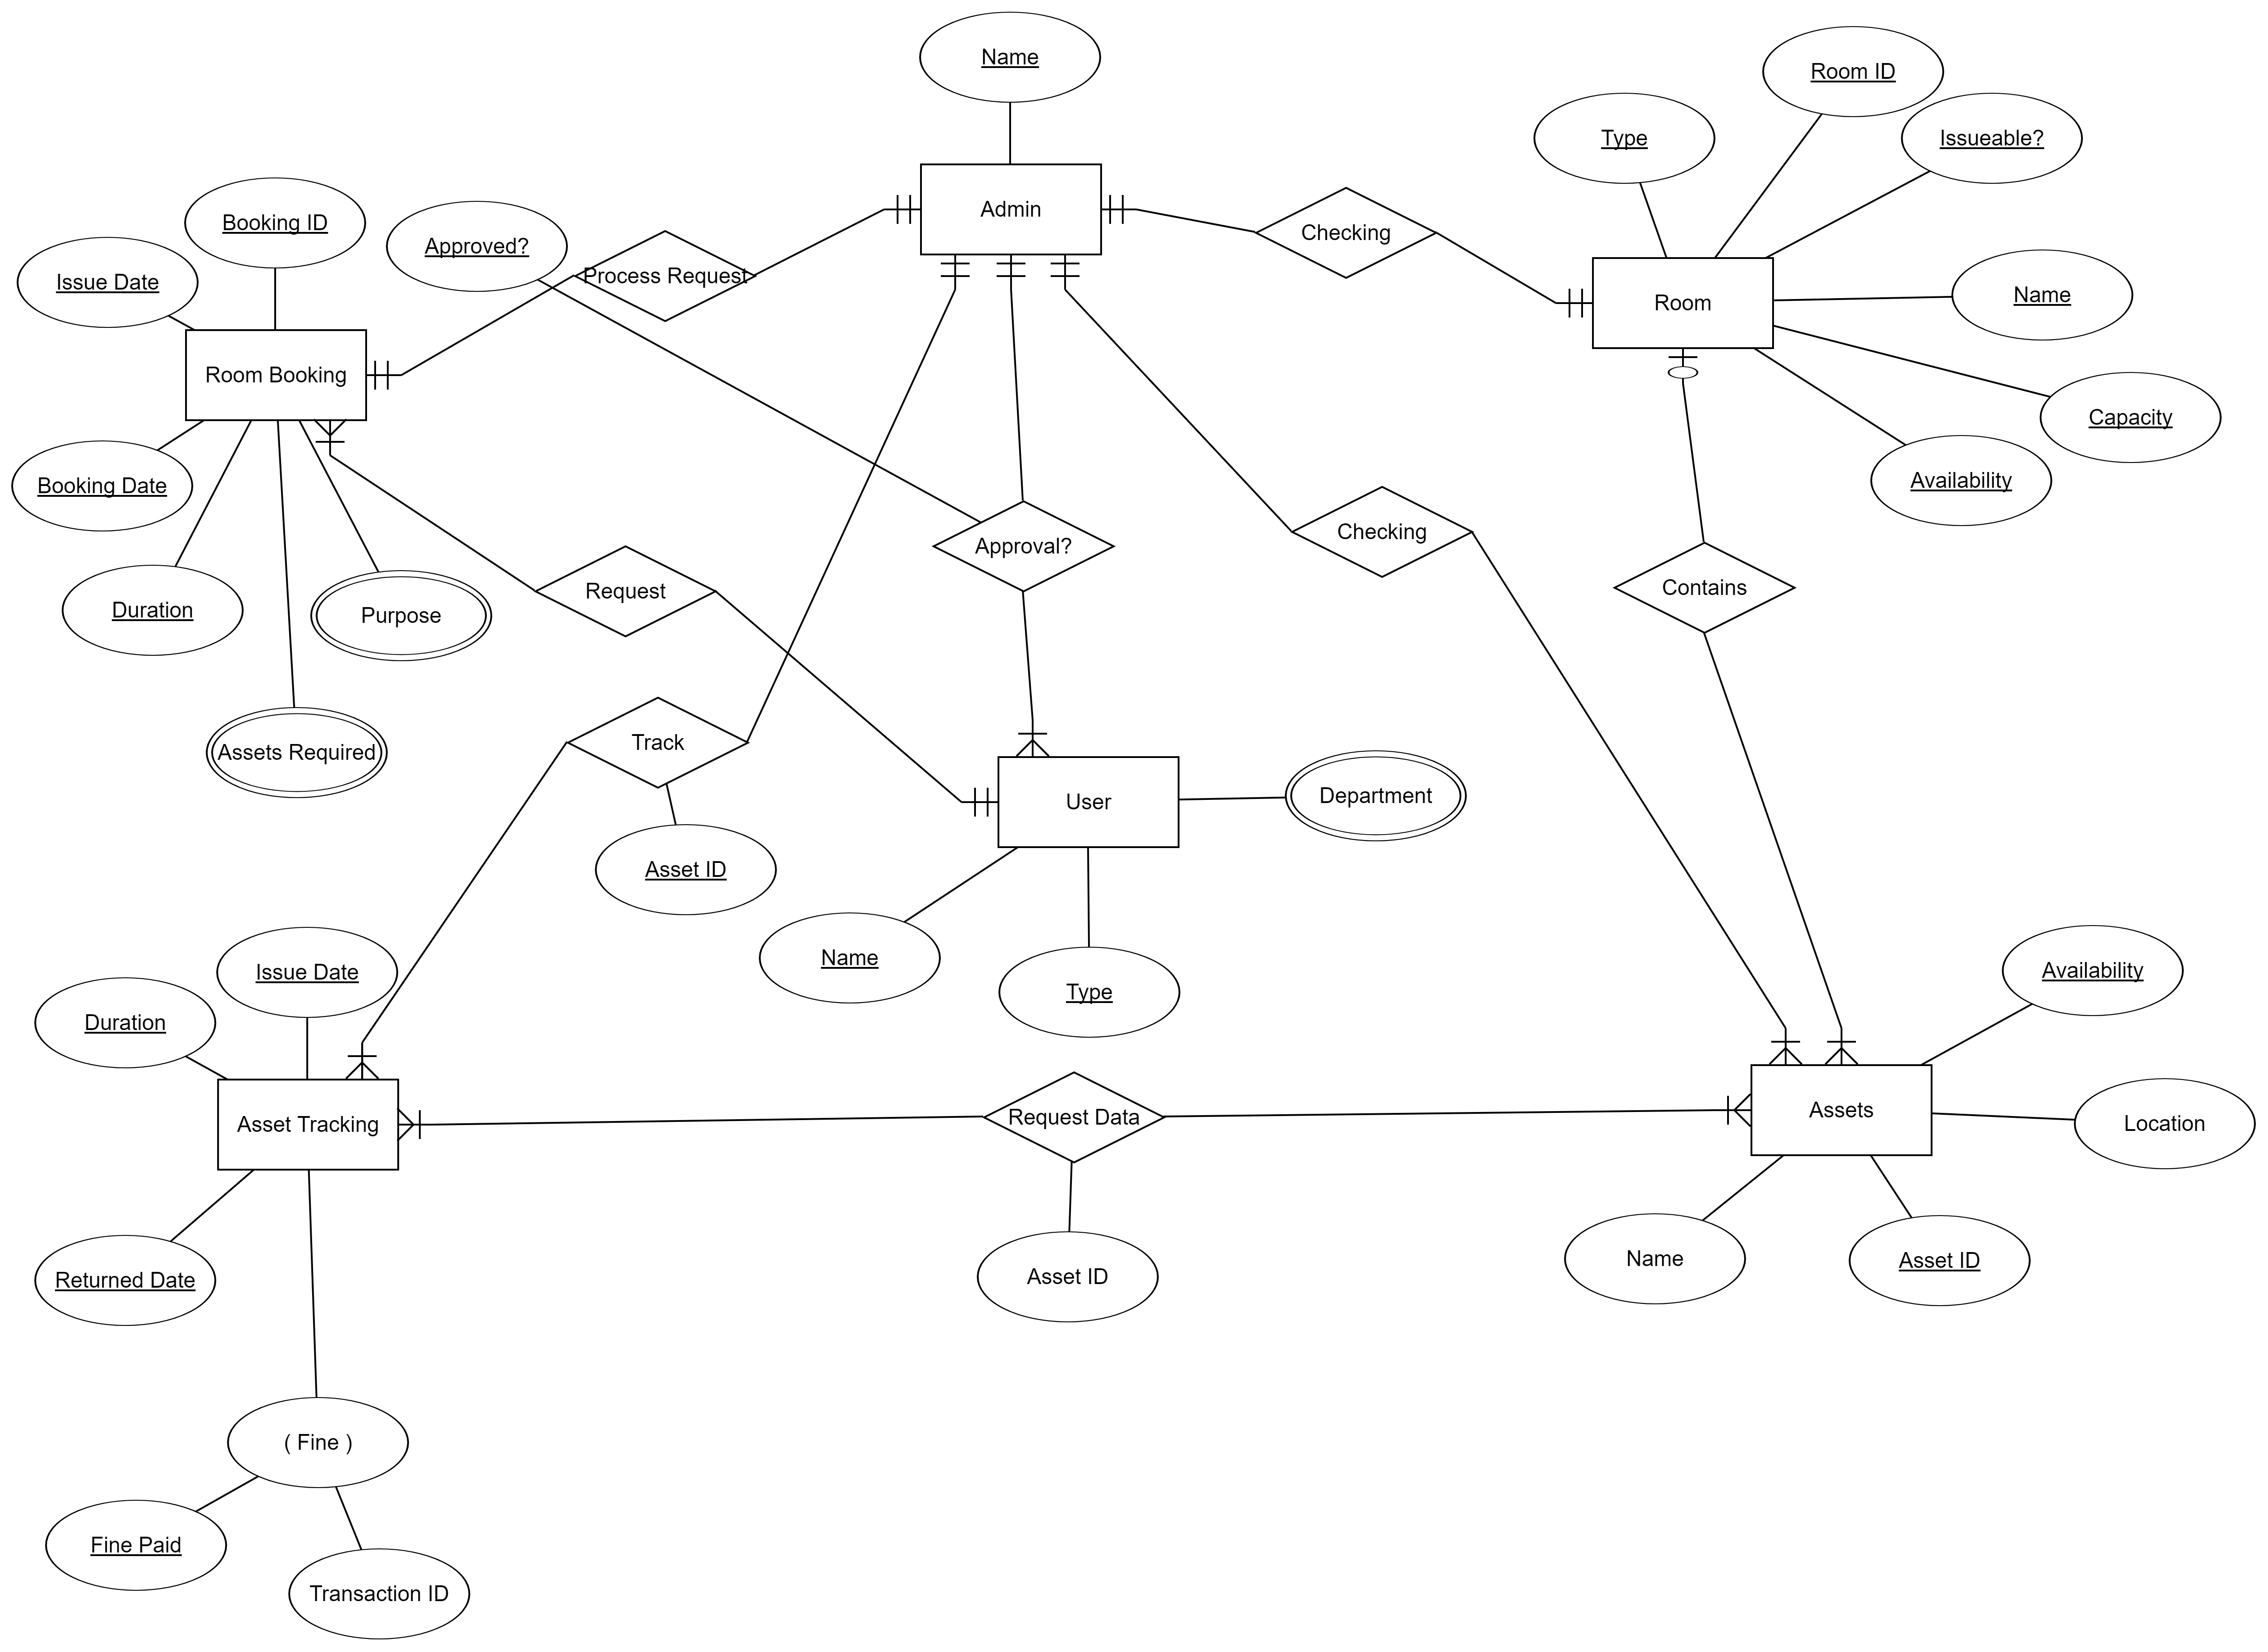 Name
Room ID
Type
Issueable?
Admin
Checking
Booking ID
Approved?
Process Request
Issue Date
Room
Name
Room Booking
Capacity
Availability
Booking Date
Checking
Approval?
Contains
Request
Duration
Purpose
Track
Assets Required
User
Department
Asset ID
Name
Type
Issue Date
Duration
Availability
Asset Tracking
Request Data
Assets
Location
Returned Date
Asset ID
Name
Asset ID
( Fine )
Fine Paid
Transaction ID